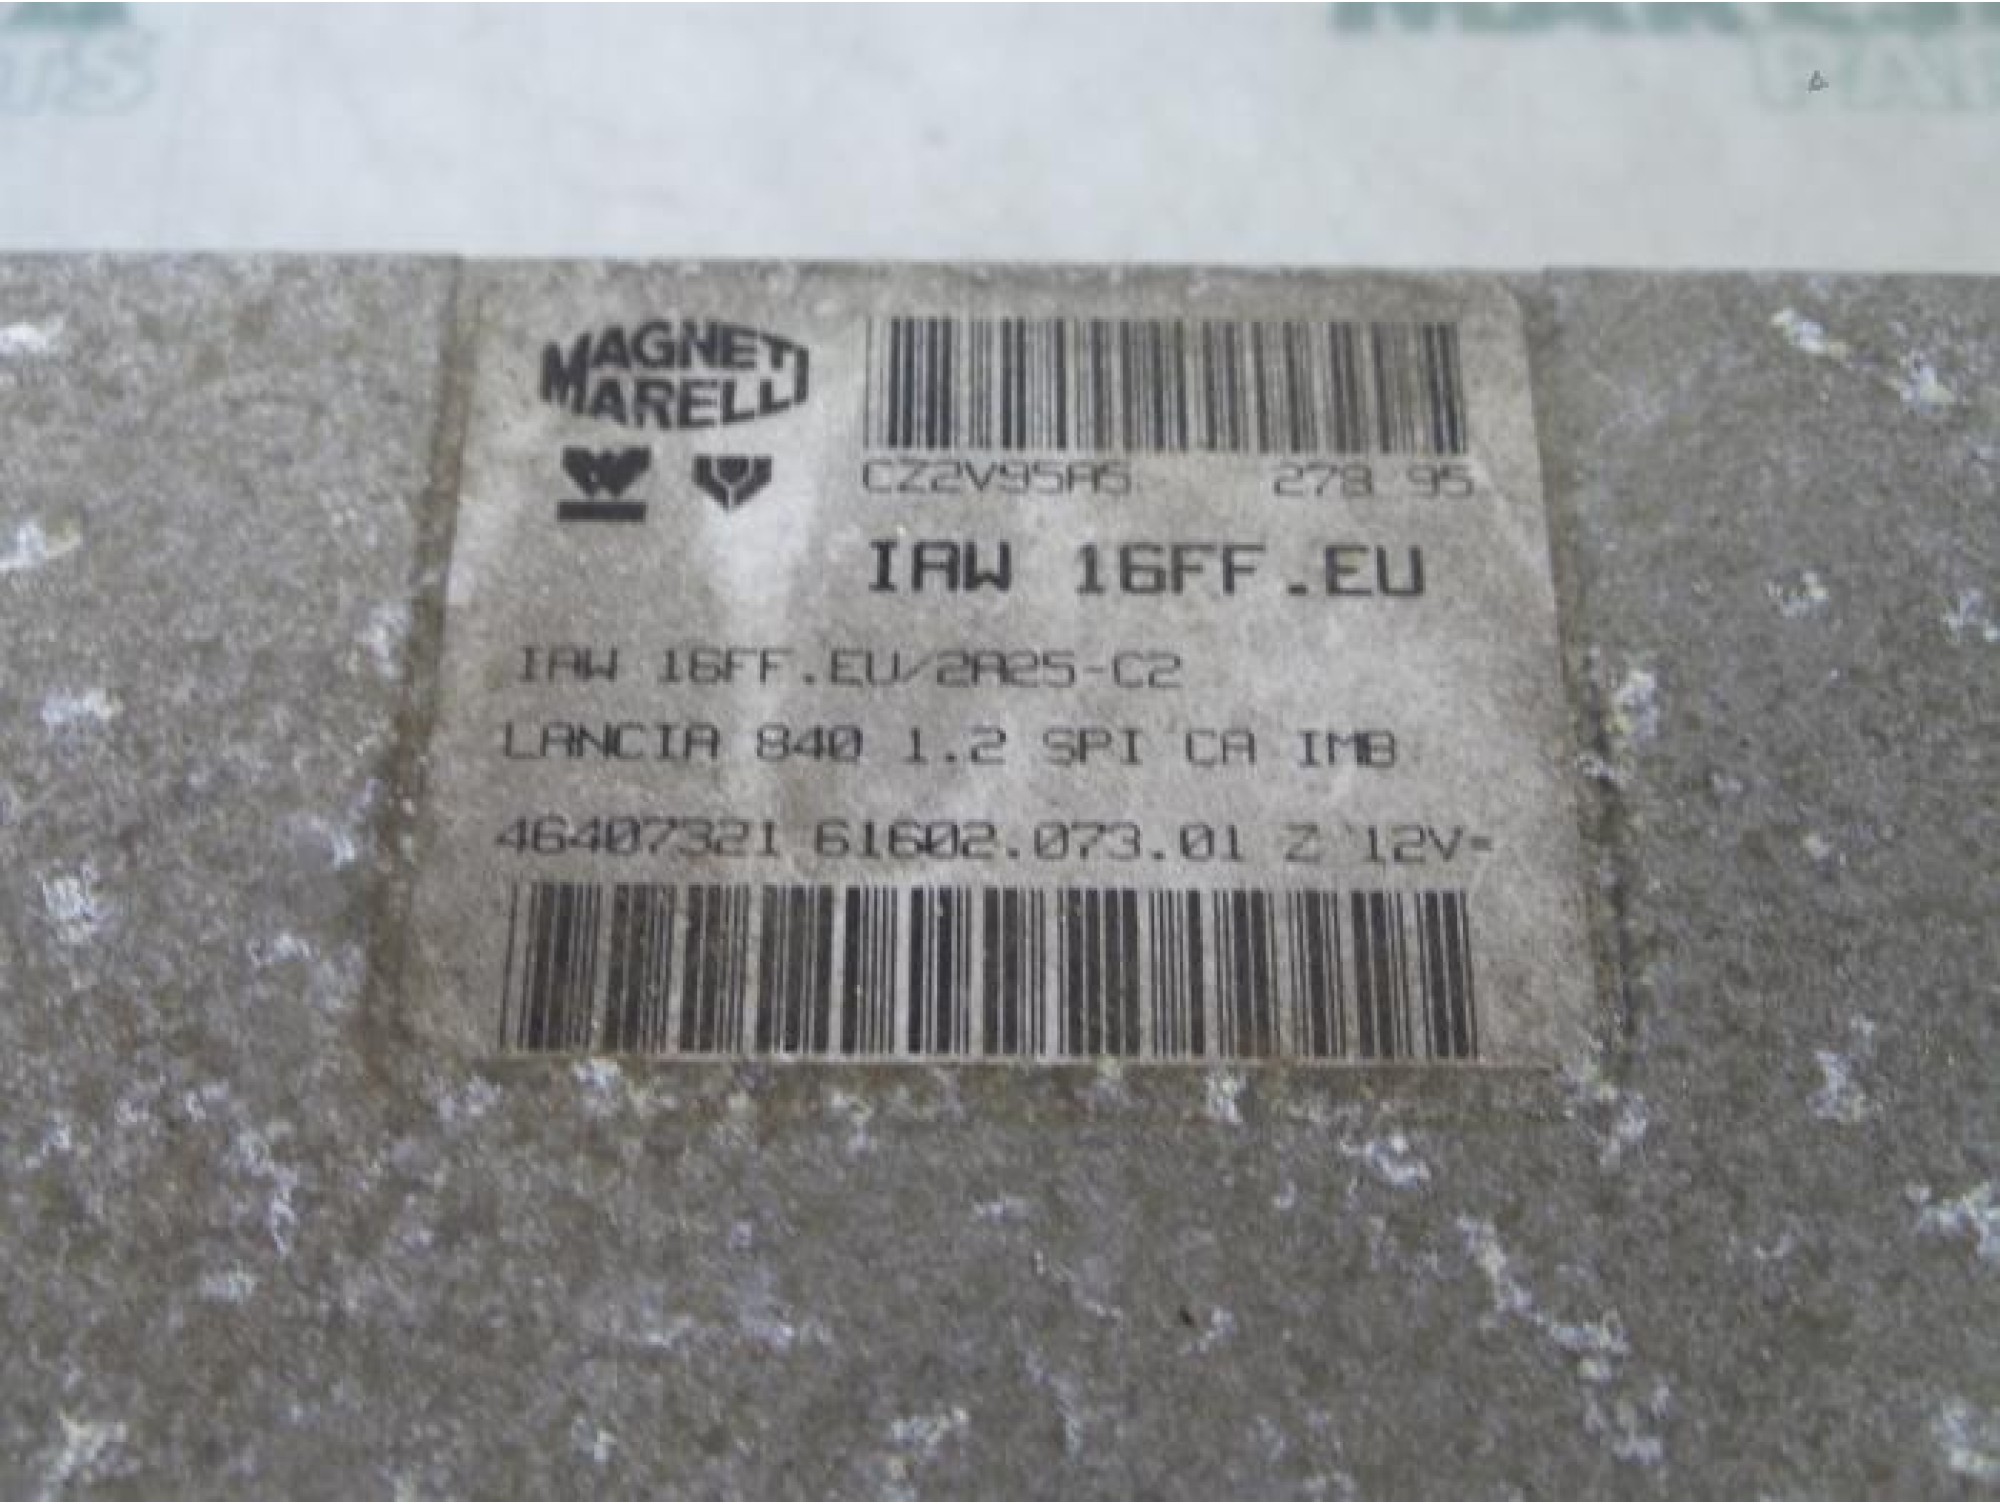 MAGNETI
MARELLI
CZ2V95AS 278 95
IAW 16FF.EU
IAW 16FF.EU/2A25-C2
LANCIA 840 1.2 SPI CA IMB
46407321 61602.073.01 Z 12V=